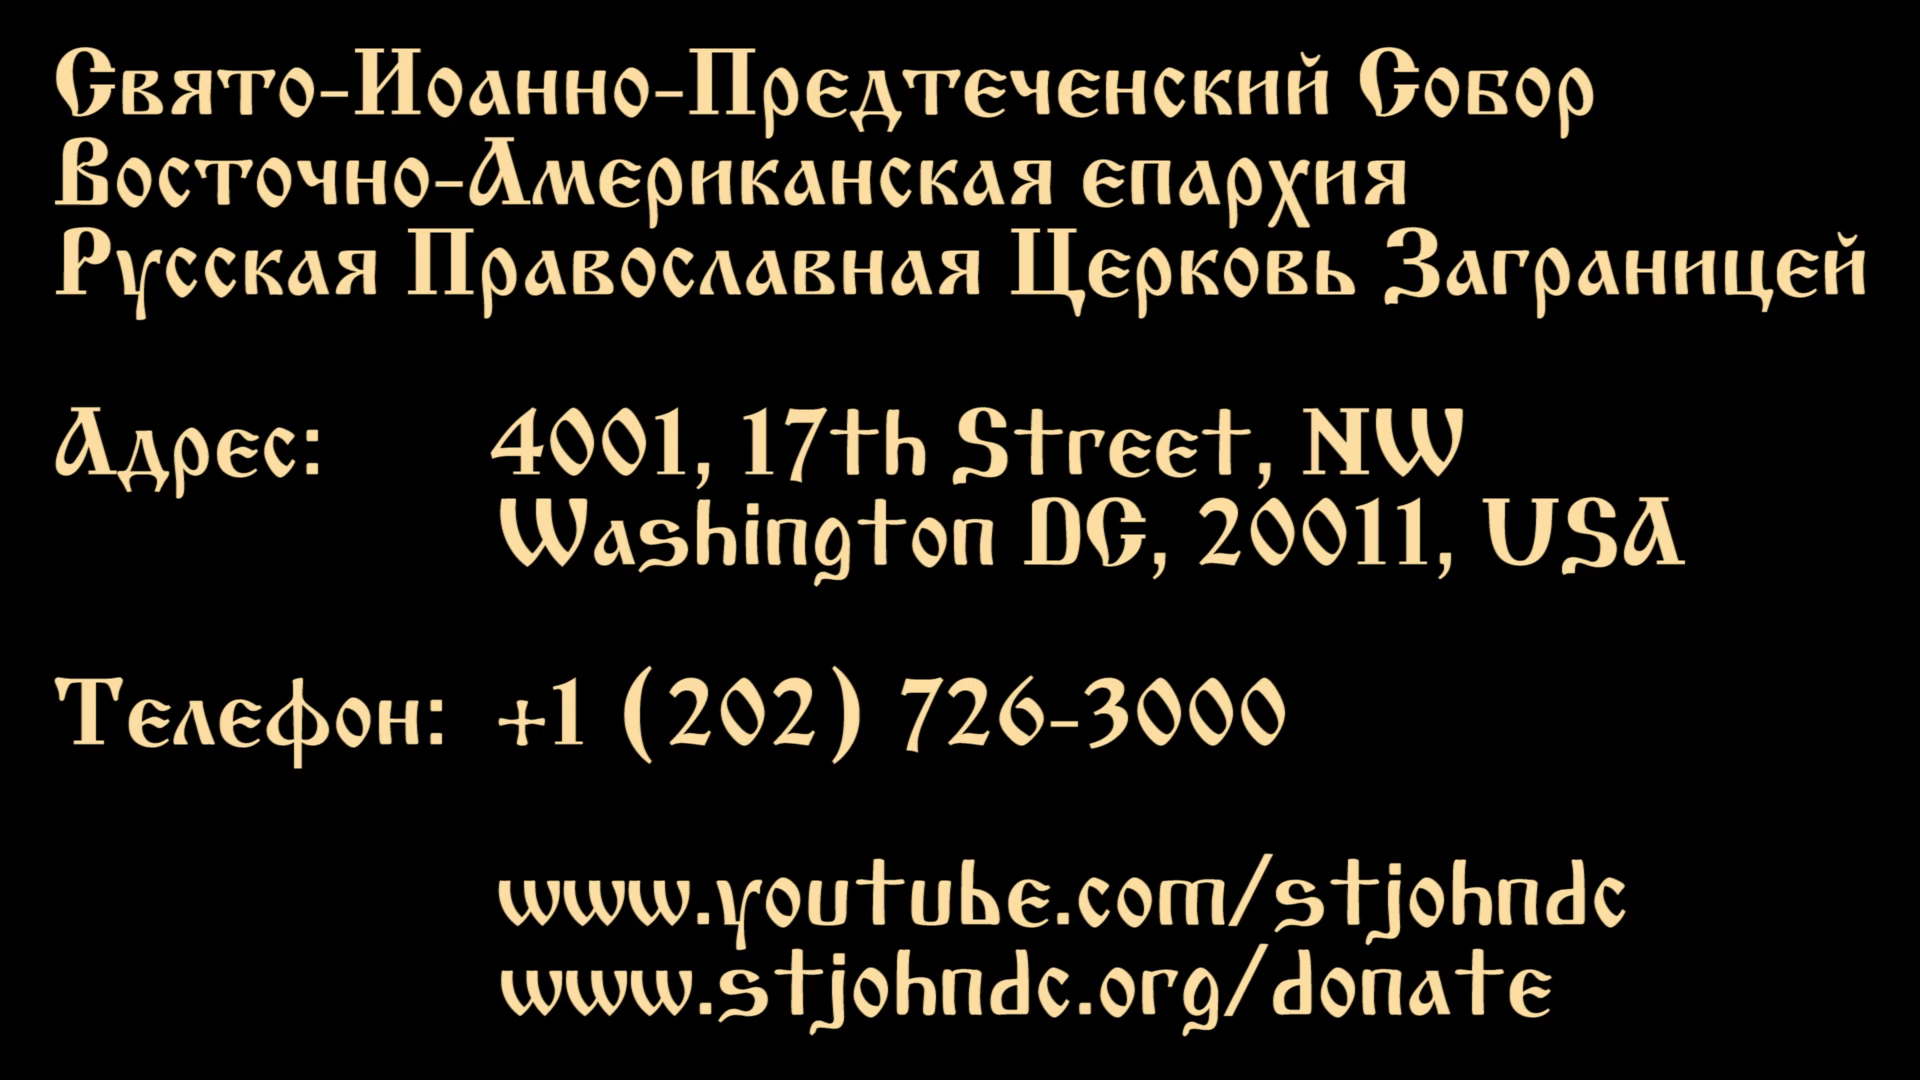 Свято-Иоанно-Предтеченский Собор
Восточно-Американская епархия
Русская Православная Церковь Заграницей
Адрес: 4001, 17th Street, NW
Washington DC, 20011, USA
Телефон: +1 (202) 726-3000
www.youtube.com/stjohndc
www.stjohndc.org/donate